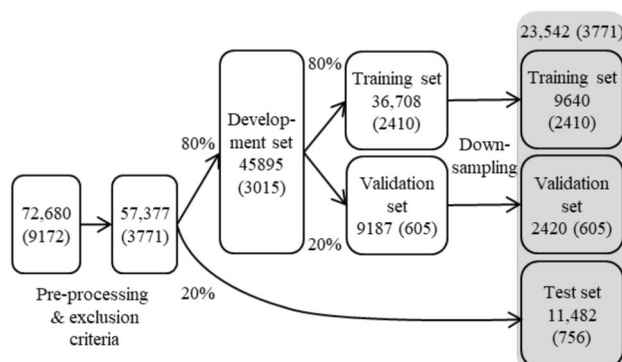 72,680
(9172)
Pre-processing
& exclusion
criteria
57,377
(3771)
80%
20%
Develop-
ment set
45895
(3015)
80%
20%
Training set
36,708
(2410)
Validation
set
9187 (605)
Down-
sampling
23,542 (3771)
Training set
9640
(2410)
Validation
set
2420 (605)
Test set
11,482
(756)